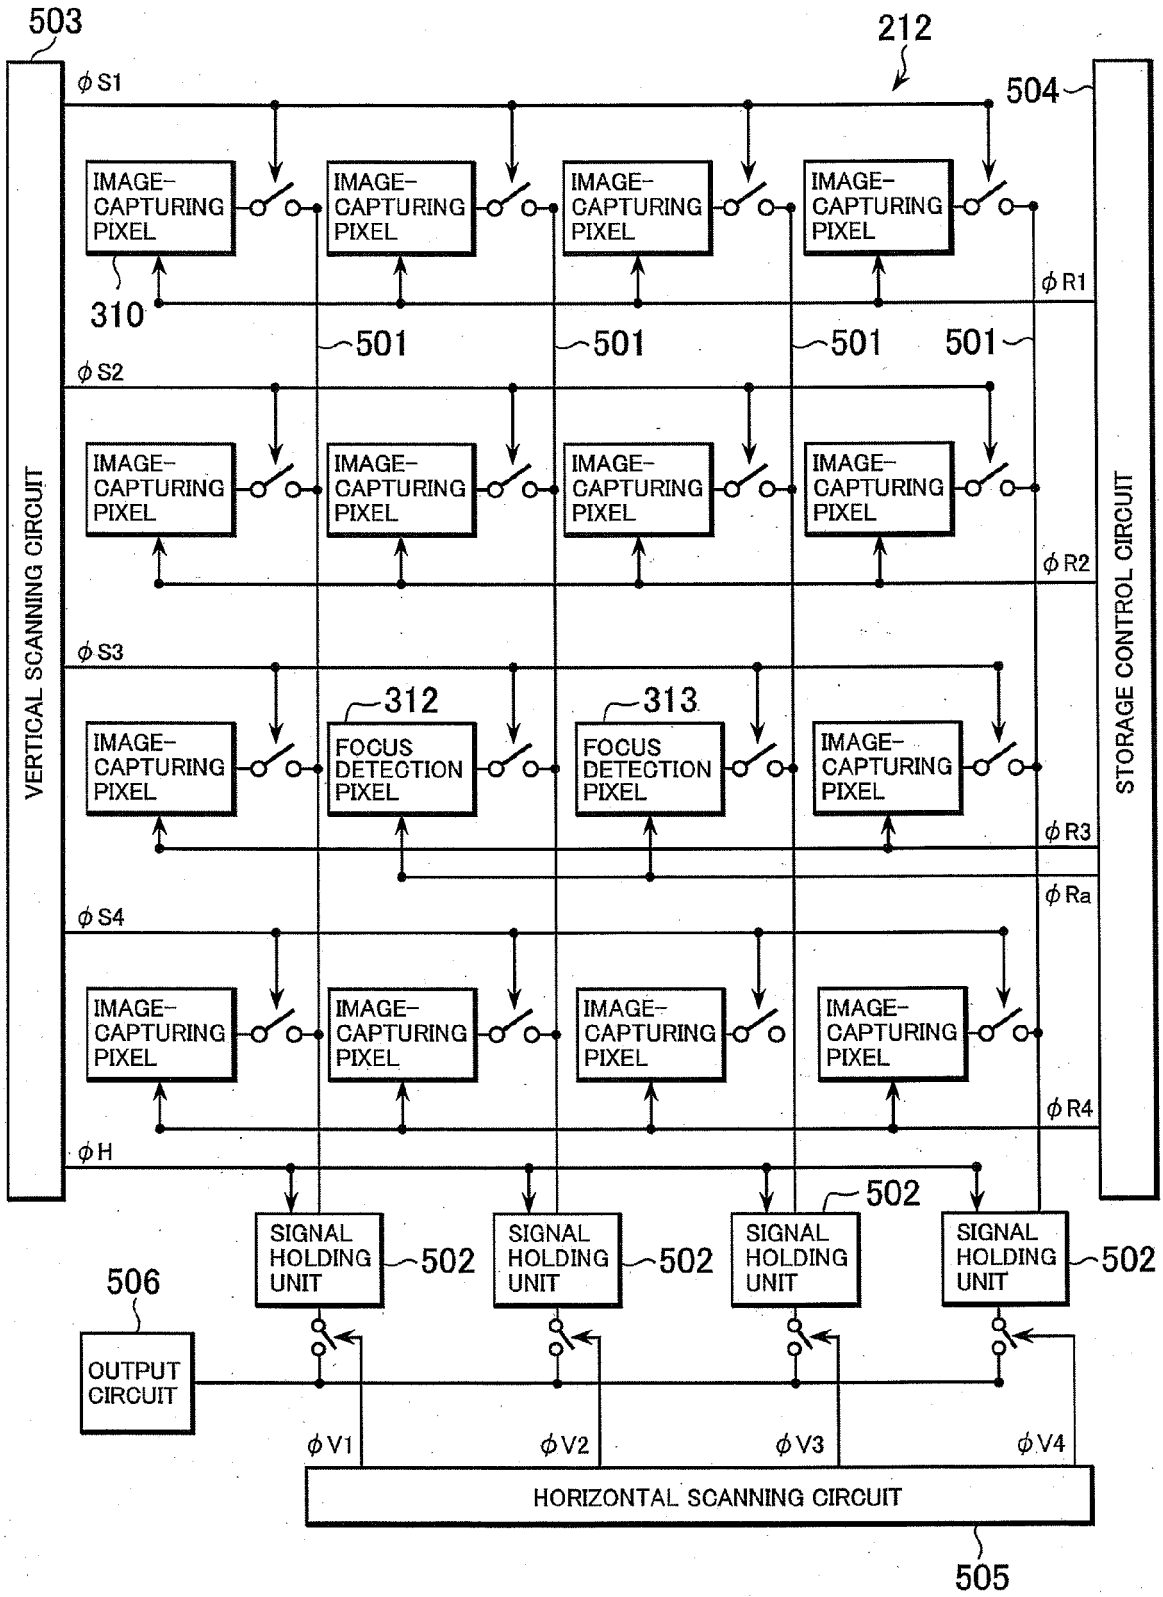 503
212
504
φS1
IMAGE-
CAPTURING
PIXEL
IMAGE-
CAPTURING
PIXEL
IMAGE-
CAPTURING
PIXEL
IMAGE-
CAPTURING
PIXEL
310
φR1
501
501
501
501
φS2
IMAGE-
CAPTURING
PIXEL
IMAGE-
CAPTURING
PIXEL
IMAGE-
CAPTURING
PIXEL
IMAGE-
CAPTURING
PIXEL
φR2
VERTICAL SCANNING CIRCUIT
STORAGE CONTROL CIRCUIT
φS3
312
313
IMAGE-
CAPTURING
PIXEL
FOCUS
DETECTION
PIXEL
FOCUS
DETECTION
PIXEL
IMAGE-
CAPTURING
PIXEL
φR3
φRa
φS4
IMAGE-
CAPTURING
PIXEL
IMAGE-
CAPTURING
PIXEL
IMAGE-
CAPTURING
PIXEL
IMAGE-
CAPTURING
PIXEL
φR4
φH
SIGNAL
HOLDING
UNIT
502
SIGNAL
HOLDING
UNIT
502
SIGNAL
HOLDING
UNIT
502
SIGNAL
HOLDING
UNIT
502
506
OUTPUT
CIRCUIT
φV1
φV2
φV3
φV4
HORIZONTAL SCANNING CIRCUIT
505